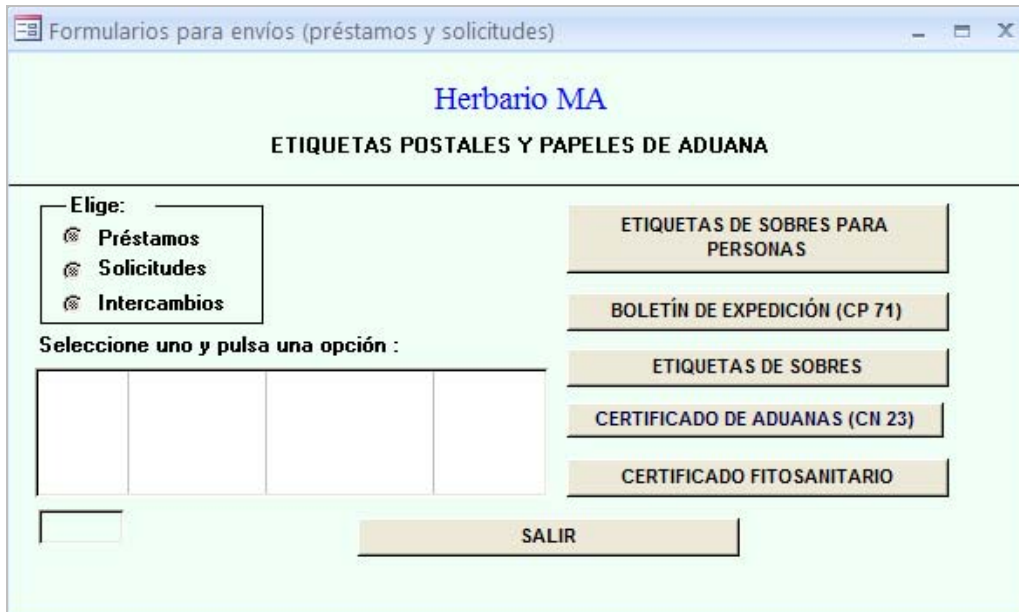 Formularios para envíos (préstamos y solicitudes)
Herbario MA
ETIQUETAS POSTALES Y PAPELES DE ADUANA
Elige:
Préstamos
Solicitudes
Intercambios
Seleccione uno y pulsa una opción :
ETIQUETAS DE SOBRES PARA
PERSONAS
BOLETÍN DE EXPEDICIÓN (CP 71)
ETIQUETAS DE SOBRES
CERTIFICADO DE ADUANAS (CN 23)
CERTIFICADO FITOSANITARIO
SALIR